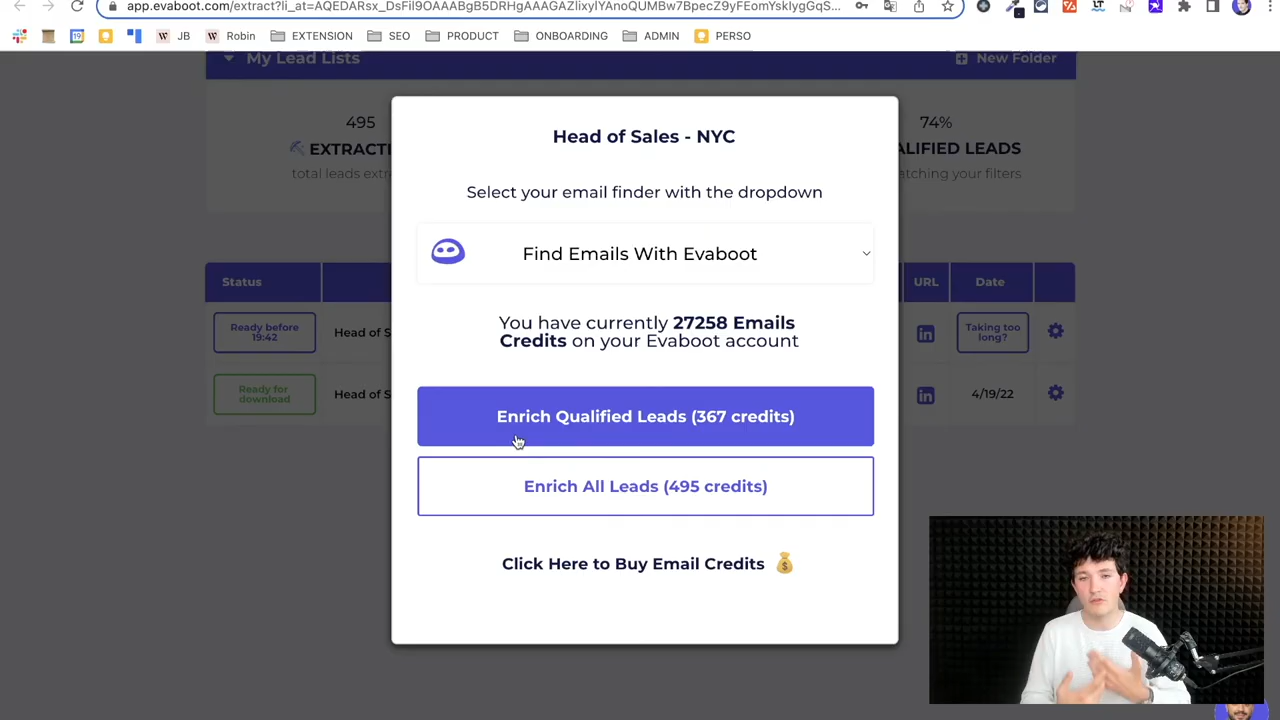 app.evaboot.com/extract?li_at=AQEDARsx_DsFil9OAAABgB5DRHgAAAGAZlixylYAnoQUMBw7BpecZ9yFEomYsklyGgQqS...
JB Robin EXTENSION SEO PRODUCT ONBOARDING ADMIN PERSO
My Lead Lists New Folder
495 74%
EXTRACTI ALIFIED LEADS
total leads extr atching your filters
Head of Sales - NYC
Select your email finder with the dropdown
Find Emails With Evaboot
Status URL Date
You have currently 27258 Emails
Credits on your Evaboot account
Ready before
19:42
Head of S
Taking too
long?
Enrich Qualified Leads (367 credits)
Ready for
download
Head of S
4/19/22
Enrich All Leads (495 credits)
Click Here to Buy Email Credits